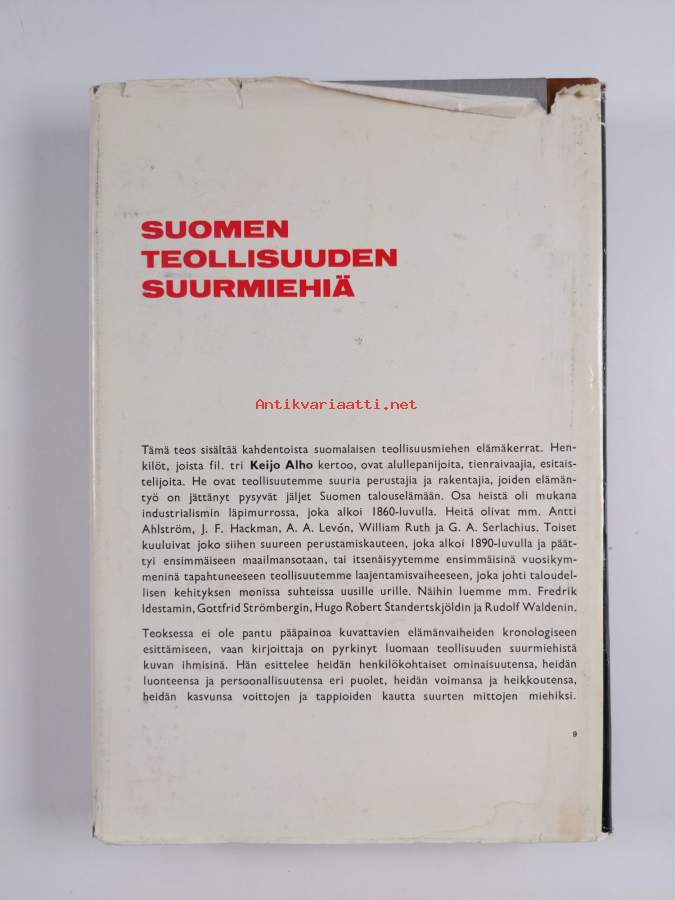 SUOMEN
TEOLLISUUDEN
SUURMIEHIÄ
Antikvariaatti.net
Tämä teos sisältää kahdentoista suomalaisen teollisuusmiehen elämäkerrat. Hen-
kilöt, joista fil. tri Keijo Alho kertoo, ovat alullepanijoita, tienraivaajia, esitais-
telijoita. He ovat teollisuutemme suuria perustajia ja rakentajia, joiden elämän-
työ on jättänyt pysyvät jäljet Suomen talouselämään. Osa heistä oli mukana
industrialismin läpimurrossa, joka alkoi 1860-luvulla. Heitä olivat mm. Antti
Ahlström, J. F. Hackman, A. A. Levón, William Ruth ja G. A. Serlachius. Toiset
kuuluivat joko siihen suureen perustamiskauteen, joka alkoi 1890-luvulla ja päät-
tyi ensimmäiseen maailmansotaan, tai itsenäisyytemme ensimmäisinä vuosikym-
meninä tapahtuneeseen teollisuutemme laajentamisvaiheeseen, joka johti taloudel-
lisen kehityksen monissa suhteissa uusille urille. Näihin luemme mm. Fredrik
Idestamin, Gottfrid Strömbergin, Hugo Robert Standertskjöldin ja Rudolf Waldenin.
Teoksessa ei ole pantu pääpainoa kuvattavien elämänvaiheiden kronologiseen
esittämiseen, vaan kirjoittaja on pyrkinyt luomaan teollisuuden suurmiehistä
kuvan ihmisinä. Hän esittelee heidän henkilökohtaiset ominaisuutensa, heidän
luonteensa ja persoonallisuutensa eri puolet, heidän voimansa ja heikkoutensa,
heidän kasvunsa voittojen ja tappioiden kautta suurten mittojen miehiksi.
9